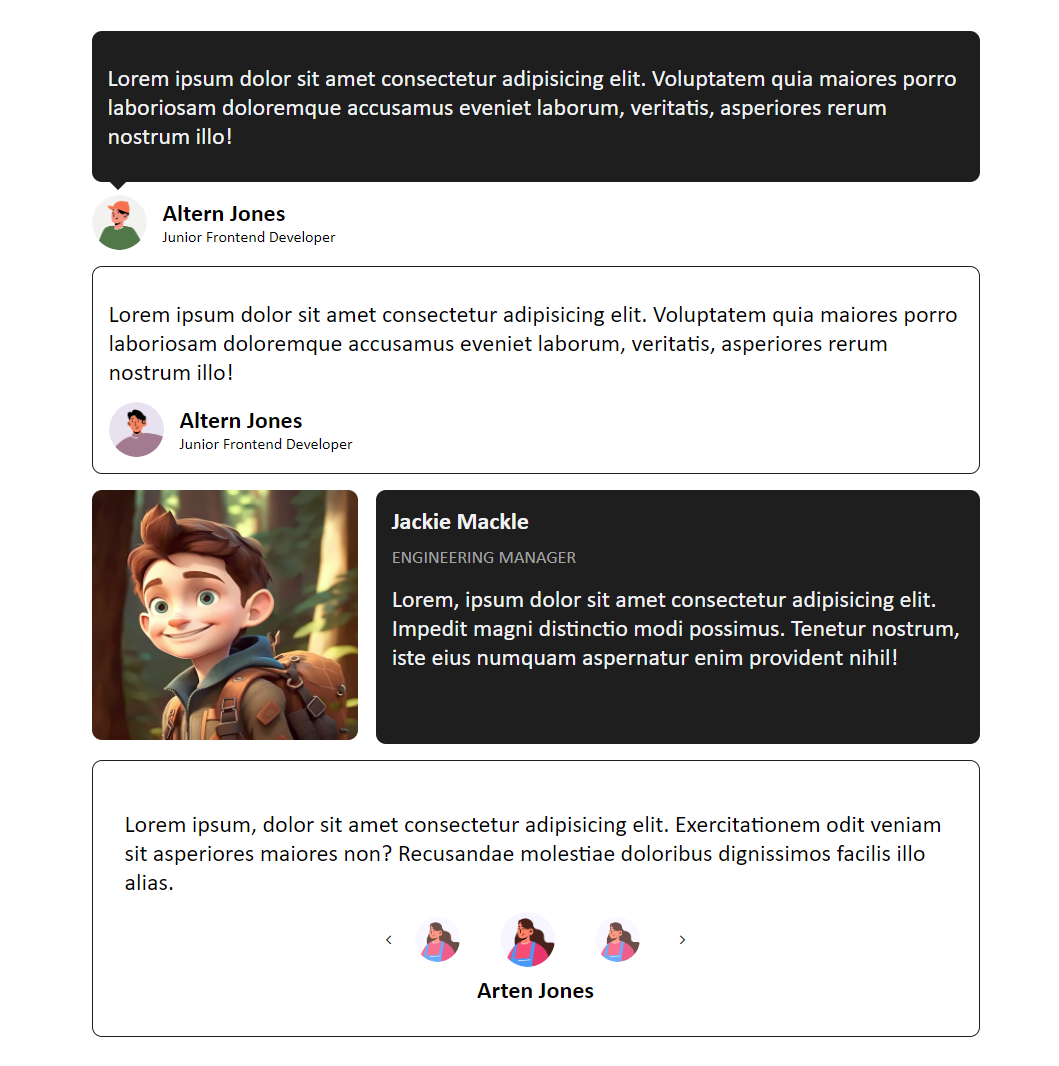 Lorem ipsum dolor sit amet consectetur adipisicing elit. Voluptatem quia maiores porro
laboriosam doloremque accusamus eveniet laborum, veritatis, asperiores rerum
nostrum illo!
Altern Jones
Junior Frontend Developer
Lorem ipsum dolor sit amet consectetur adipisicing elit. Voluptatem quia maiores porro
laboriosam doloremque accusamus eveniet laborum, veritatis, asperiores rerum
nostrum illo!
Altern Jones
Junior Frontend Developer
Jackie Mackle
ENGINEERING MANAGER
Lorem, ipsum dolor sit amet consectetur adipisicing elit.
Impedit magni distinctio modi possimus. Tenetur nostrum,
iste eius numquam aspernatur enim provident nihil!
Lorem ipsum, dolor sit amet consectetur adipisicing elit. Exercitationem odit veniam
sit asperiores maiores non? Recusandae molestiae doloribus dignissimos facilis illo
alias.
Arten Jones